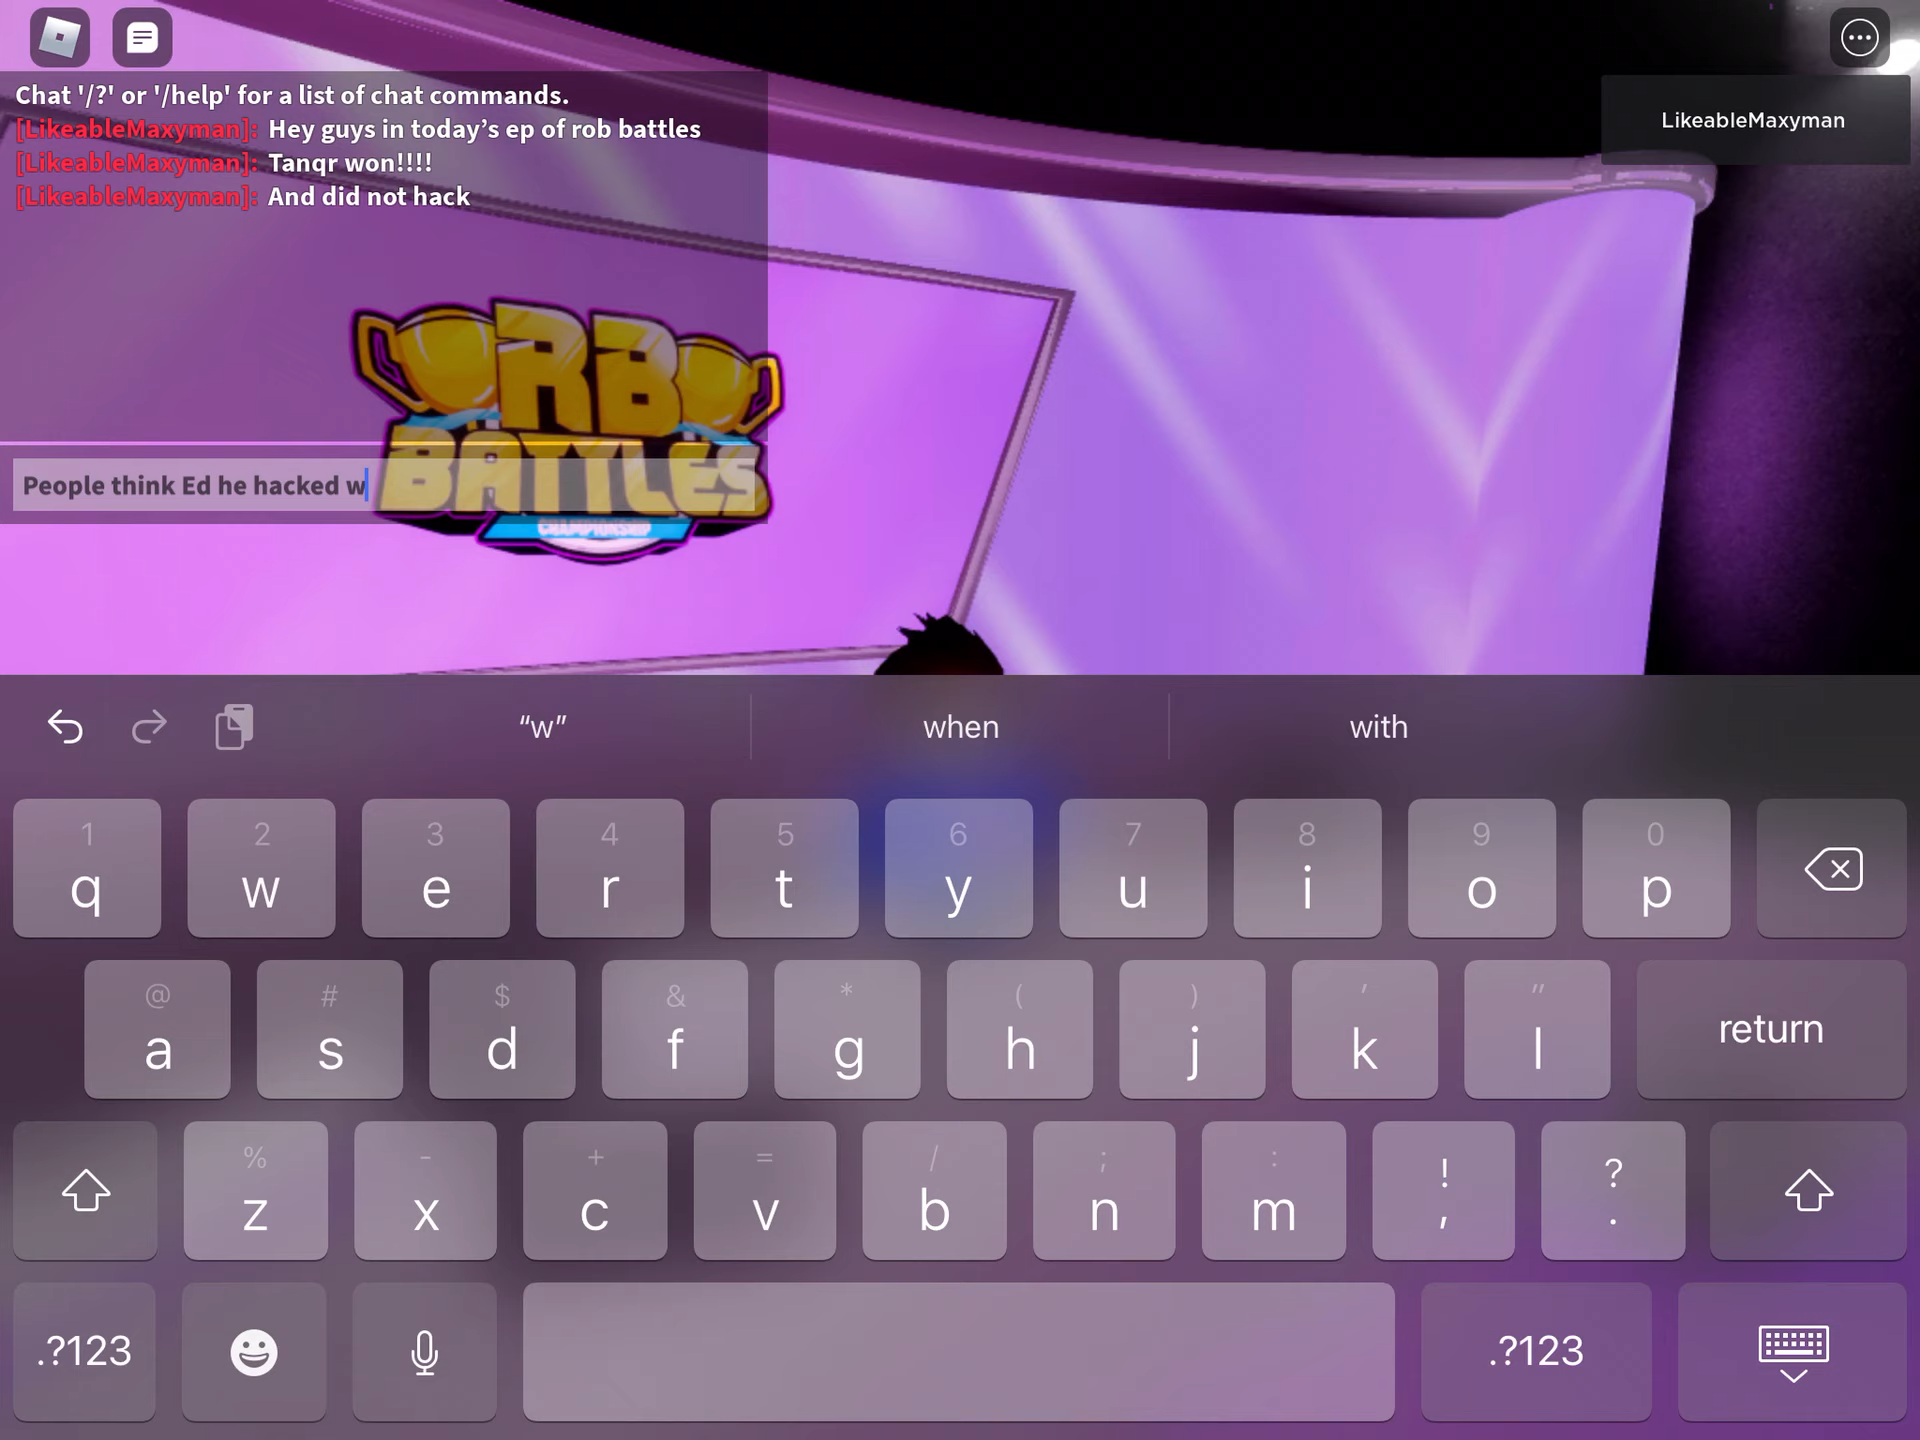 Chat '/?' or '/help' for a list of chat commands.
[LikeableMaxyman]: Hey guys in today’s ep of rob battles
[LikeableMaxyman]: Tanqr won!!!!
[LikeableMaxyman]: And did not hack
LikeableMaxyman
RB
BATTLES
CHAMPIONSHIP
People think Ed he hacked w
“w” when with
1 2 3 4 5 6 7 8 9 0
q w e r t y u i o p
@ # $ & * ( ) ' "
a s d f g h j k l return
% - + = / ; : ! ?
z x c v b n m , .
.?123 .?123